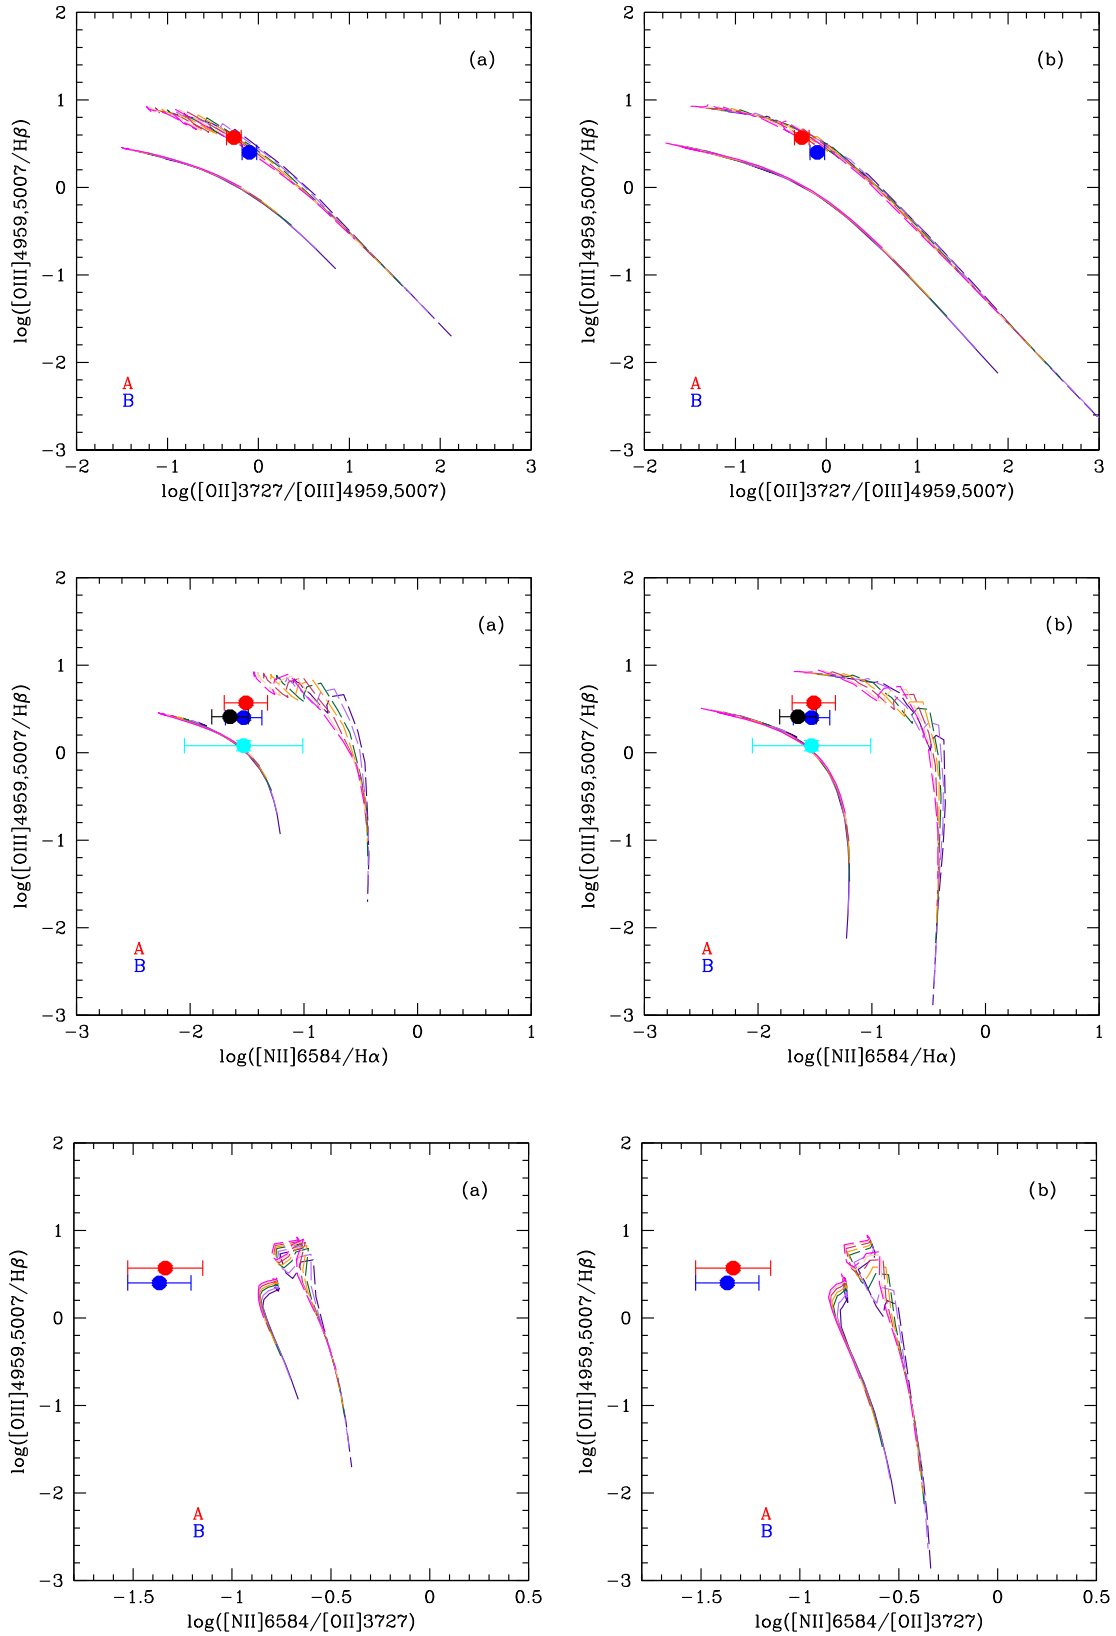 2
1
0
−1
−2
−3
−2
−1
0
1
2
3
(a)
A
B
log([OIII]4959,5007/Hβ)
log([OII]3727/[OIII]4959,5007)
2
1
0
−1
−2
−3
−2
−1
0
1
2
3
(b)
A
B
log([OIII]4959,5007/Hβ)
log([OII]3727/[OIII]4959,5007)
2
1
0
−1
−2
−3
−3
−2
−1
0
1
(a)
A
B
log([OIII]4959,5007/Hβ)
log([NII]6584/Hα)
2
1
0
−1
−2
−3
−3
−2
−1
0
1
(b)
A
B
log([OIII]4959,5007/Hβ)
log([NII]6584/Hα)
2
1
0
−1
−2
−3
−1.5
−1
−0.5
0
0.5
(a)
A
B
log([OIII]4959,5007/Hβ)
log([NII]6584/[OII]3727)
2
1
0
−1
−2
−3
−1.5
−1
−0.5
0
0.5
(b)
A
B
log([OIII]4959,5007/Hβ)
log([NII]6584/[OII]3727)